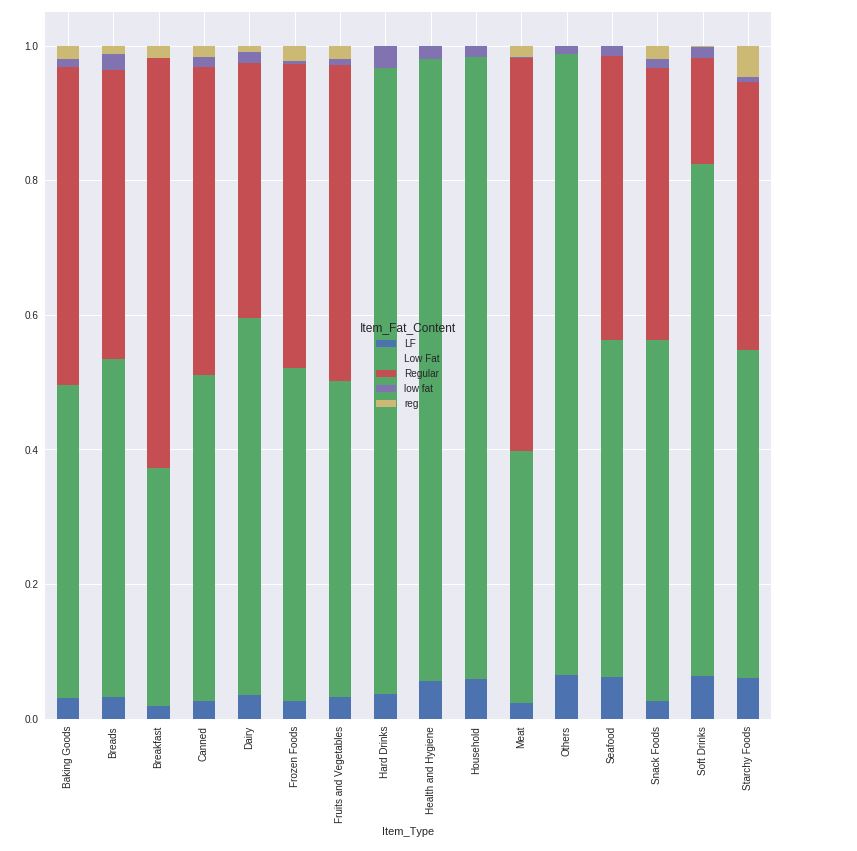 1.0
0.8
0.6
0.4
0.2
0.0
Item_Fat_Content
LF
Low Fat
Regular
low fat
reg
Baking Goods
Breads
Breakfast
Canned
Dairy
Frozen Foods
Fruits and Vegetables
Hard Drinks
Health and Hygiene
Household
Meat
Others
Seafood
Snack Foods
Soft Drinks
Starchy Foods
Item_Type